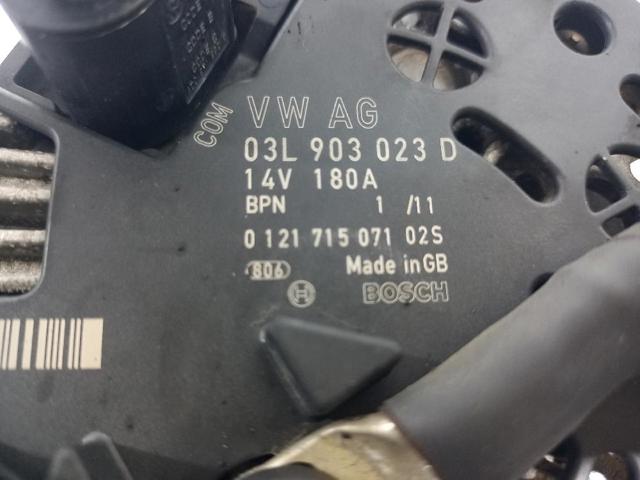 COM
VW AG
03L 903 023 D
14V 180A
BPN 1 /11
0 121 715 071 02S
806 Made in GB
BOSCH